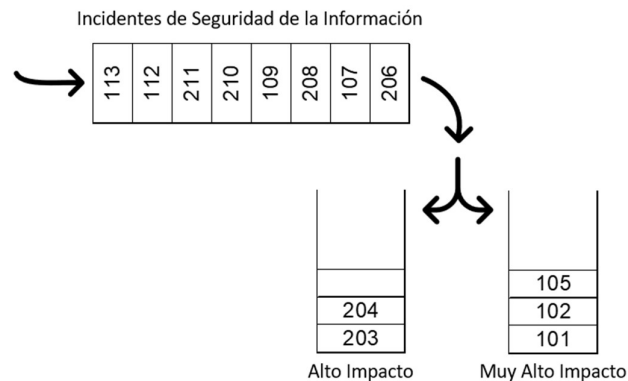 Incidentes de Seguridad de la Información
113 112 211 210 109 208 107 206
105
204 102
203 101
Alto Impacto Muy Alto Impacto